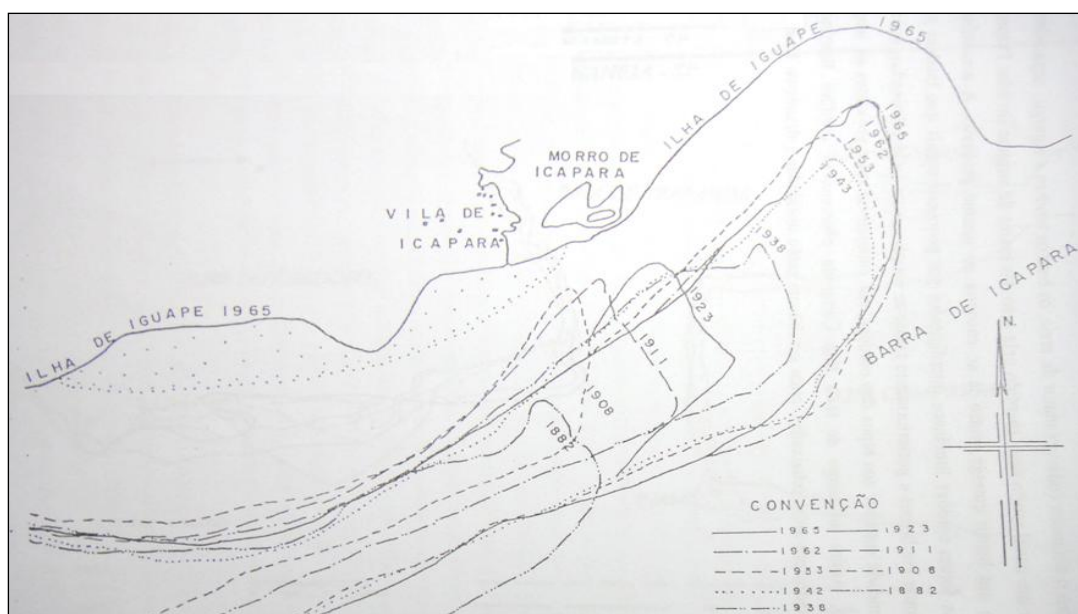 ILHA DE IGUAPE 1965
MORRO DE
ICAPARA
VILA DE
ICAPARA
ILHA DE IGUAPE 1965
1965
1962
1953
1943
1938
1923
1911
1908
1882
BARRA DE ICAPARA
N.
CONVENÇÃO
1965 1923
1962 1911
1953 1908
1942 1882
1938